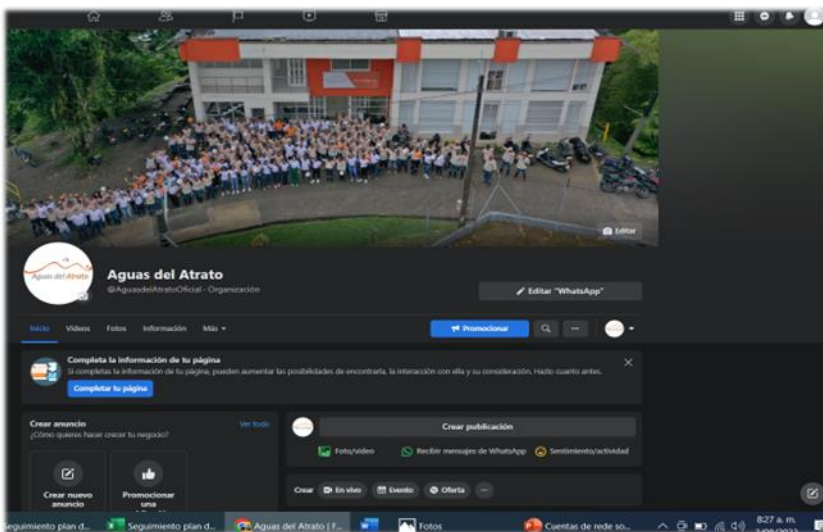 Editar
Aguas del Atrato
Aguas del Atrato
@AguasdelAtratoOficial · Organización
Editar "WhatsApp"
Inicio
Videos
Fotos
Información
Más
Promocionar
Completa la información de tu página
Si completas la información de tu página, pueden aumentar las posibilidades de encontrarla, la interacción con ella y su consideración. Hazlo cuanto antes.
Completar tu página
Crear anuncio
Ver todo
¿Cómo quieres hacer crecer tu negocio?
Crear nuevo
anuncio
Promocionar
una
Crear publicación
Foto/video
Recibir mensajes de WhatsApp
Sentimiento/actividad
Crear
En vivo
Evento
Oferta
Seguimiento plan d...
Seguimiento plan d...
Aguas del Atrato | F...
Fotos
Cuentas de rede so...
8:27 a. m.